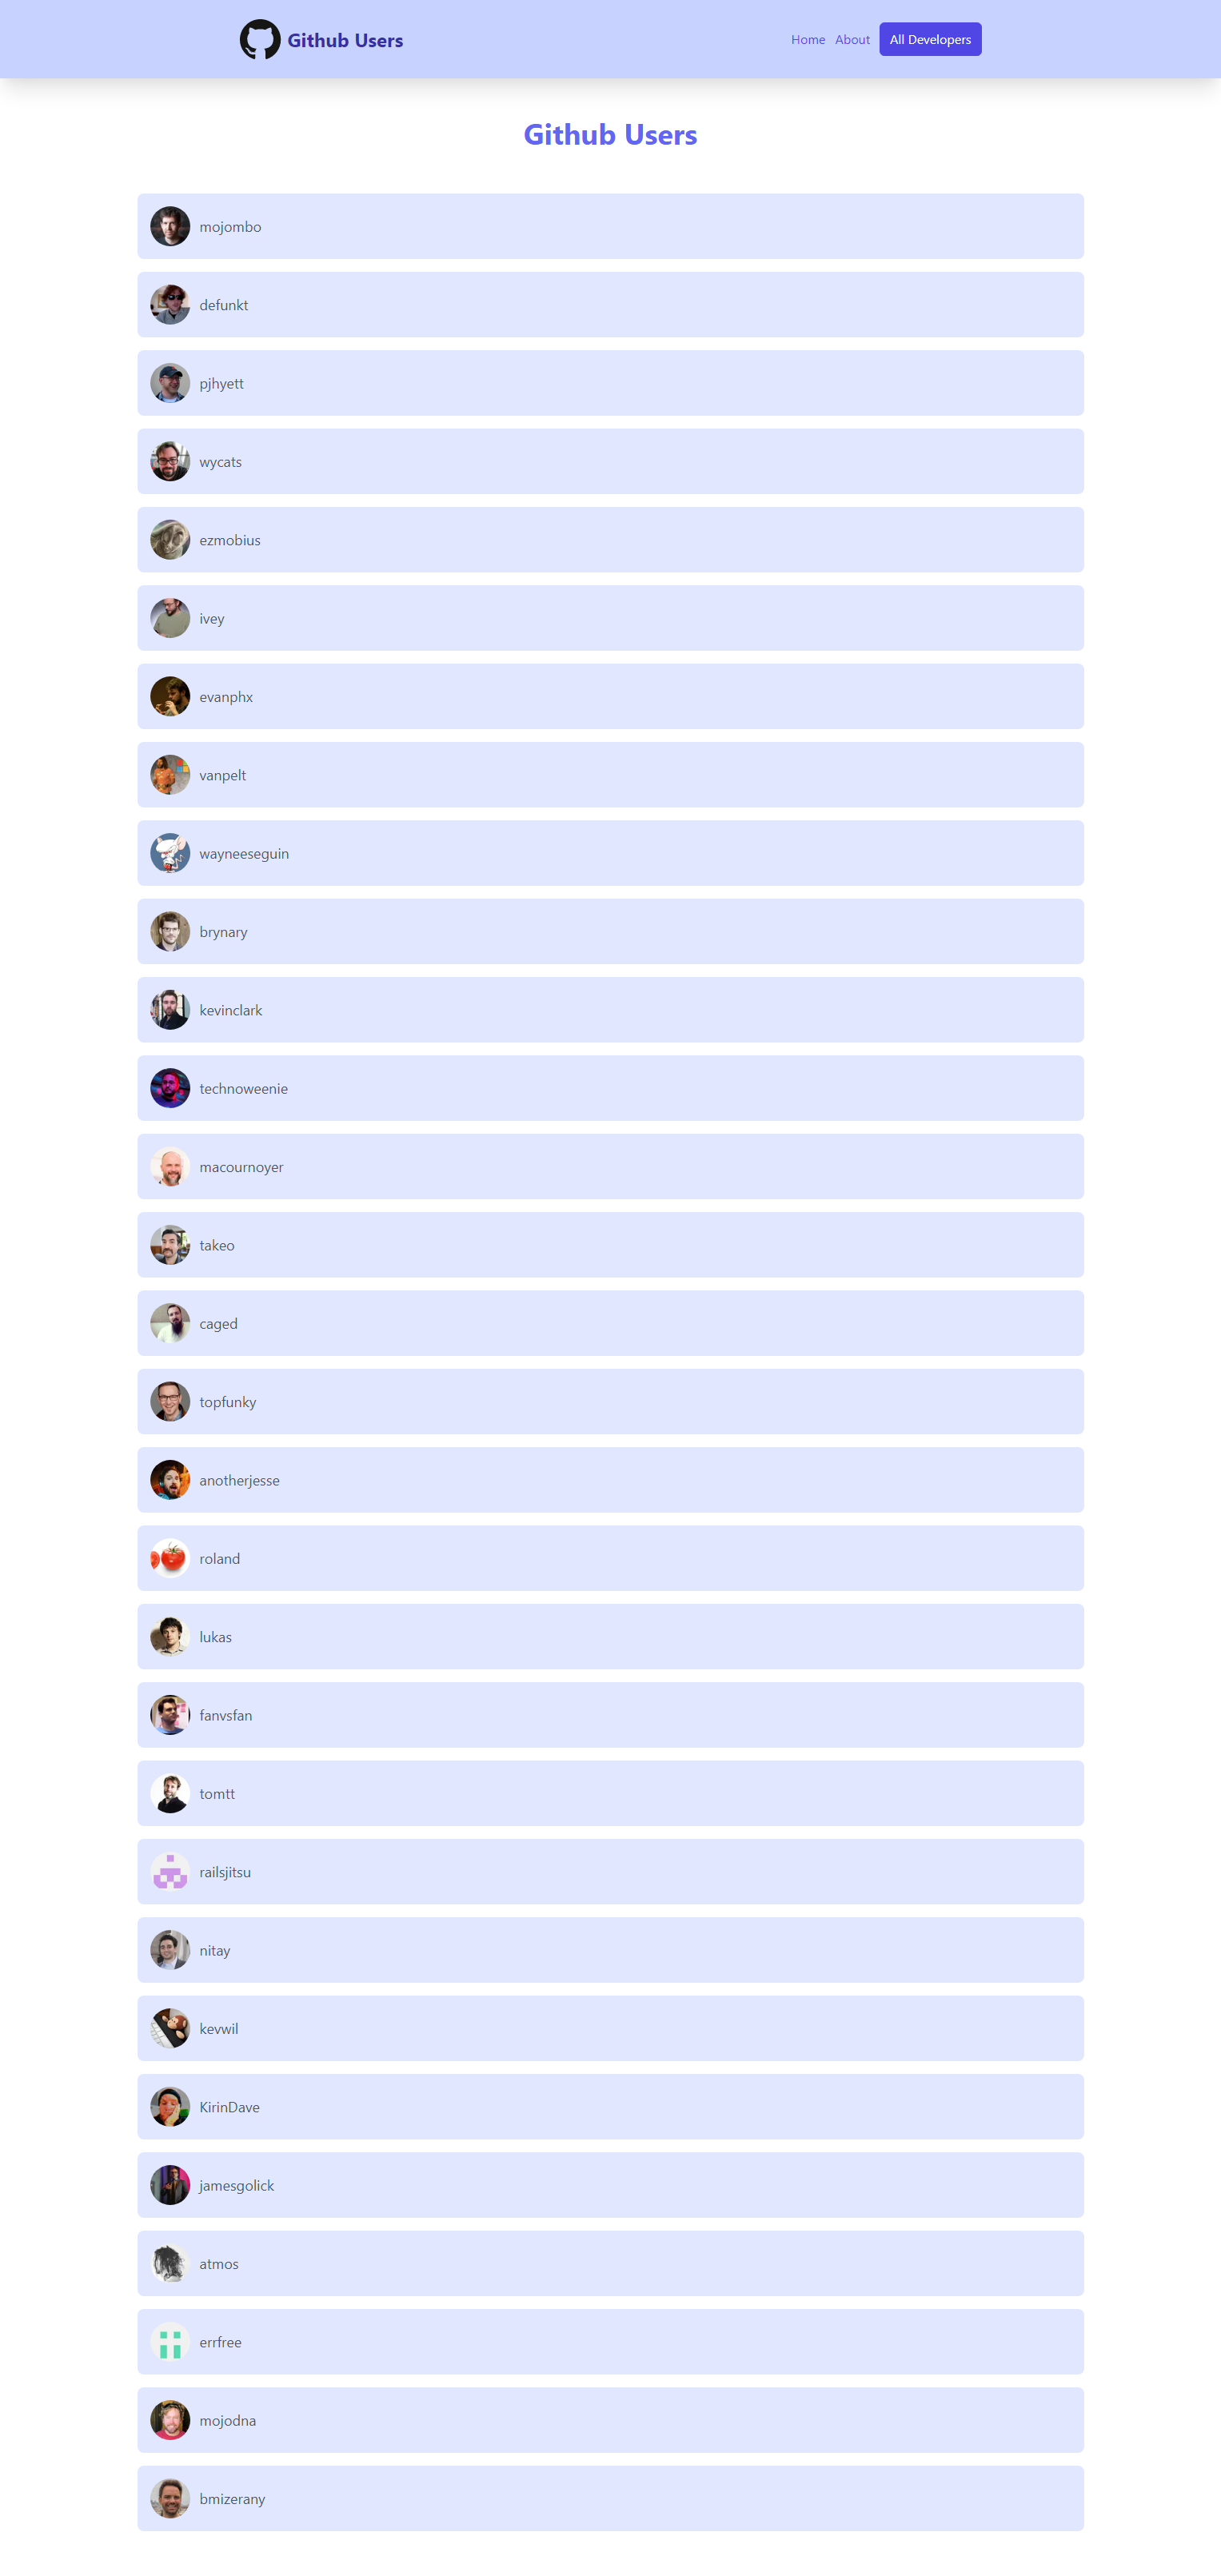 Github Users
Home About All Developers
Github Users
mojombo
defunkt
pjhyett
wycats
ezmobius
ivey
evanphx
vanpelt
wayneeseguin
brynary
kevinclark
technoweenie
macournoyer
takeo
caged
topfunky
anotherjesse
roland
lukas
fanvsfan
tomtt
railsjitsu
nitay
kevwil
KirinDave
jamesgolick
atmos
errfree
mojodna
bmizerany